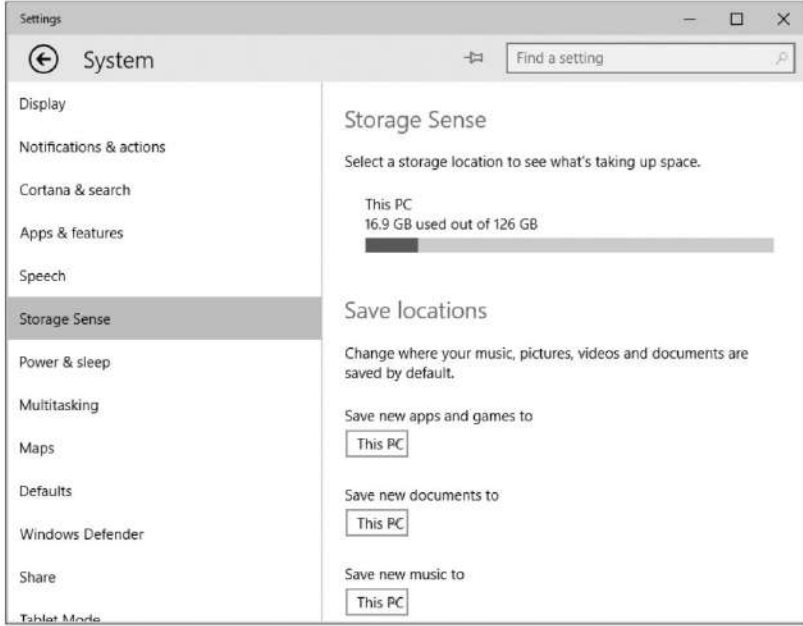 Settings
System
Find a setting
Display
Notifications & actions
Cortana & search
Apps & features
Speech
Storage Sense
Power & sleep
Multitasking
Maps
Defaults
Windows Defender
Share
Tablet Mode
Storage Sense
Select a storage location to see what's taking up space.
This PC
16.9 GB used out of 126 GB
Save locations
Change where your music, pictures, videos and documents are
saved by default.
Save new apps and games to
This PC
Save new documents to
This PC
Save new music to
This PC